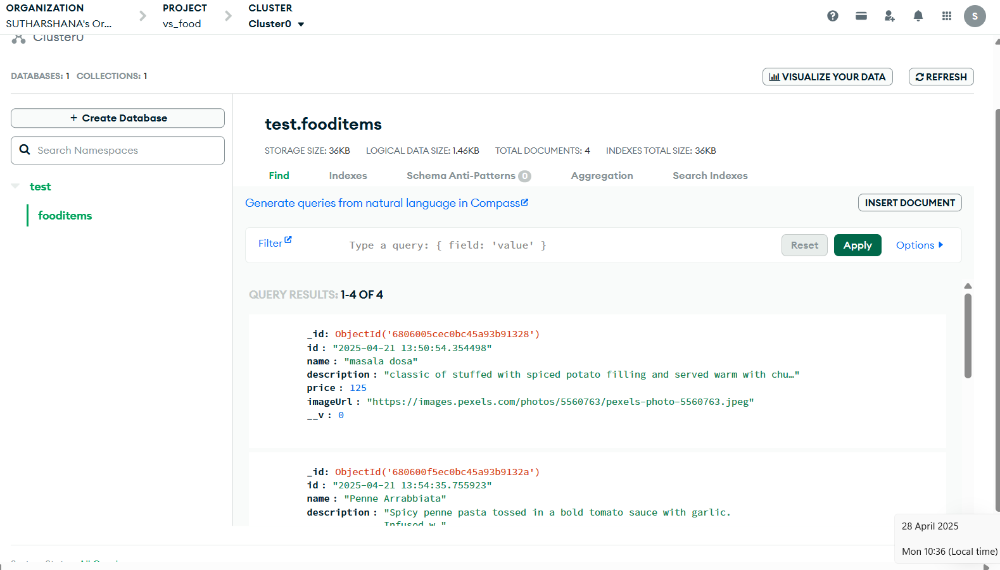 ORGANIZATION
SUTHARSHANA's Or...
PROJECT
vs_food
CLUSTER
Cluster0
S
Cluster0
DATABASES: 1 COLLECTIONS: 1
VISUALIZE YOUR DATA
REFRESH
+ Create Database
Search Namespaces
test
fooditems
test.fooditems
STORAGE SIZE: 36KB LOGICAL DATA SIZE: 1.46KB TOTAL DOCUMENTS: 4 INDEXES TOTAL SIZE: 36KB
Find Indexes Schema Anti-Patterns 0 Aggregation Search Indexes
Generate queries from natural language in Compass
INSERT DOCUMENT
Filter
Type a query: { field: 'value' }
Reset
Apply
Options
QUERY RESULTS: 1-4 OF 4
_id: ObjectId('6806005cec0bc45a93b91328')
id : "2025-04-21 13:50:54.354498"
name : "masala dosa"
description : "classic of stuffed with spiced potato filling and served warm with chu…"
price : 125
imageUrl : "https://images.pexels.com/photos/5560763/pexels-photo-5560763.jpeg"
__v : 0
_id: ObjectId('680600f5ec0bc45a93b9132a')
id : "2025-04-21 13:54:35.755923"
name : "Penne Arrabbiata"
description : "Spicy penne pasta tossed in a bold tomato sauce with garlic.
Infused w…"
28 April 2025
Mon 10:36 (Local time)